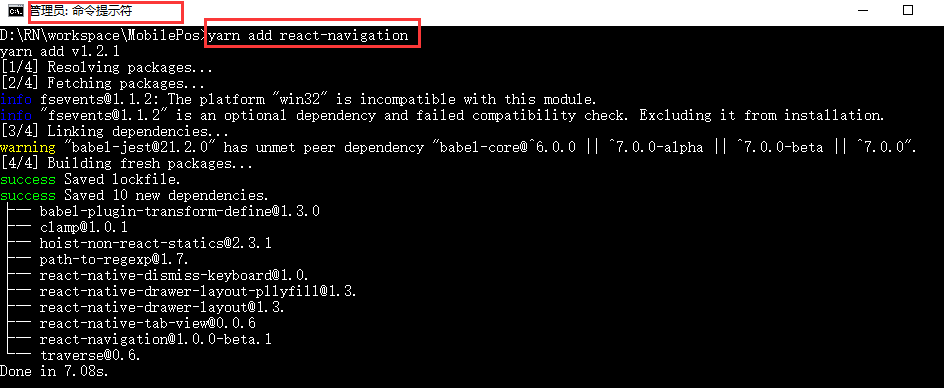 管理员: 命令提示符
D:\RN\workspace\MobilePos>yarn add react-navigation
yarn add v1.2.1
[1/4] Resolving packages...
[2/4] Fetching packages...
info fsevents@1.1.2: The platform "win32" is incompatible with this module.
info "fsevents@1.1.2" is an optional dependency and failed compatibility check. Excluding it from installation.
[3/4] Linking dependencies...
warning "babel-jest@21.2.0" has unmet peer dependency "babel-core@^6.0.0 || ^7.0.0-alpha || ^7.0.0-beta || ^7.0.0".
[4/4] Building fresh packages...
success Saved lockfile.
success Saved 10 new dependencies.
├── babel-plugin-transform-define@1.3.0
├── clamp@1.0.1
├── hoist-non-react-statics@2.3.1
├── path-to-regexp@1.7.
├── react-native-dismiss-keyboard@1.0.
├── react-native-drawer-layout-pllyfill@1.3.
├── react-native-drawer-layout@1.3.
├── react-native-tab-view@0.0.6
├── react-navigation@1.0.0-beta.1
└── traverse@0.6.
Done in 7.08s.